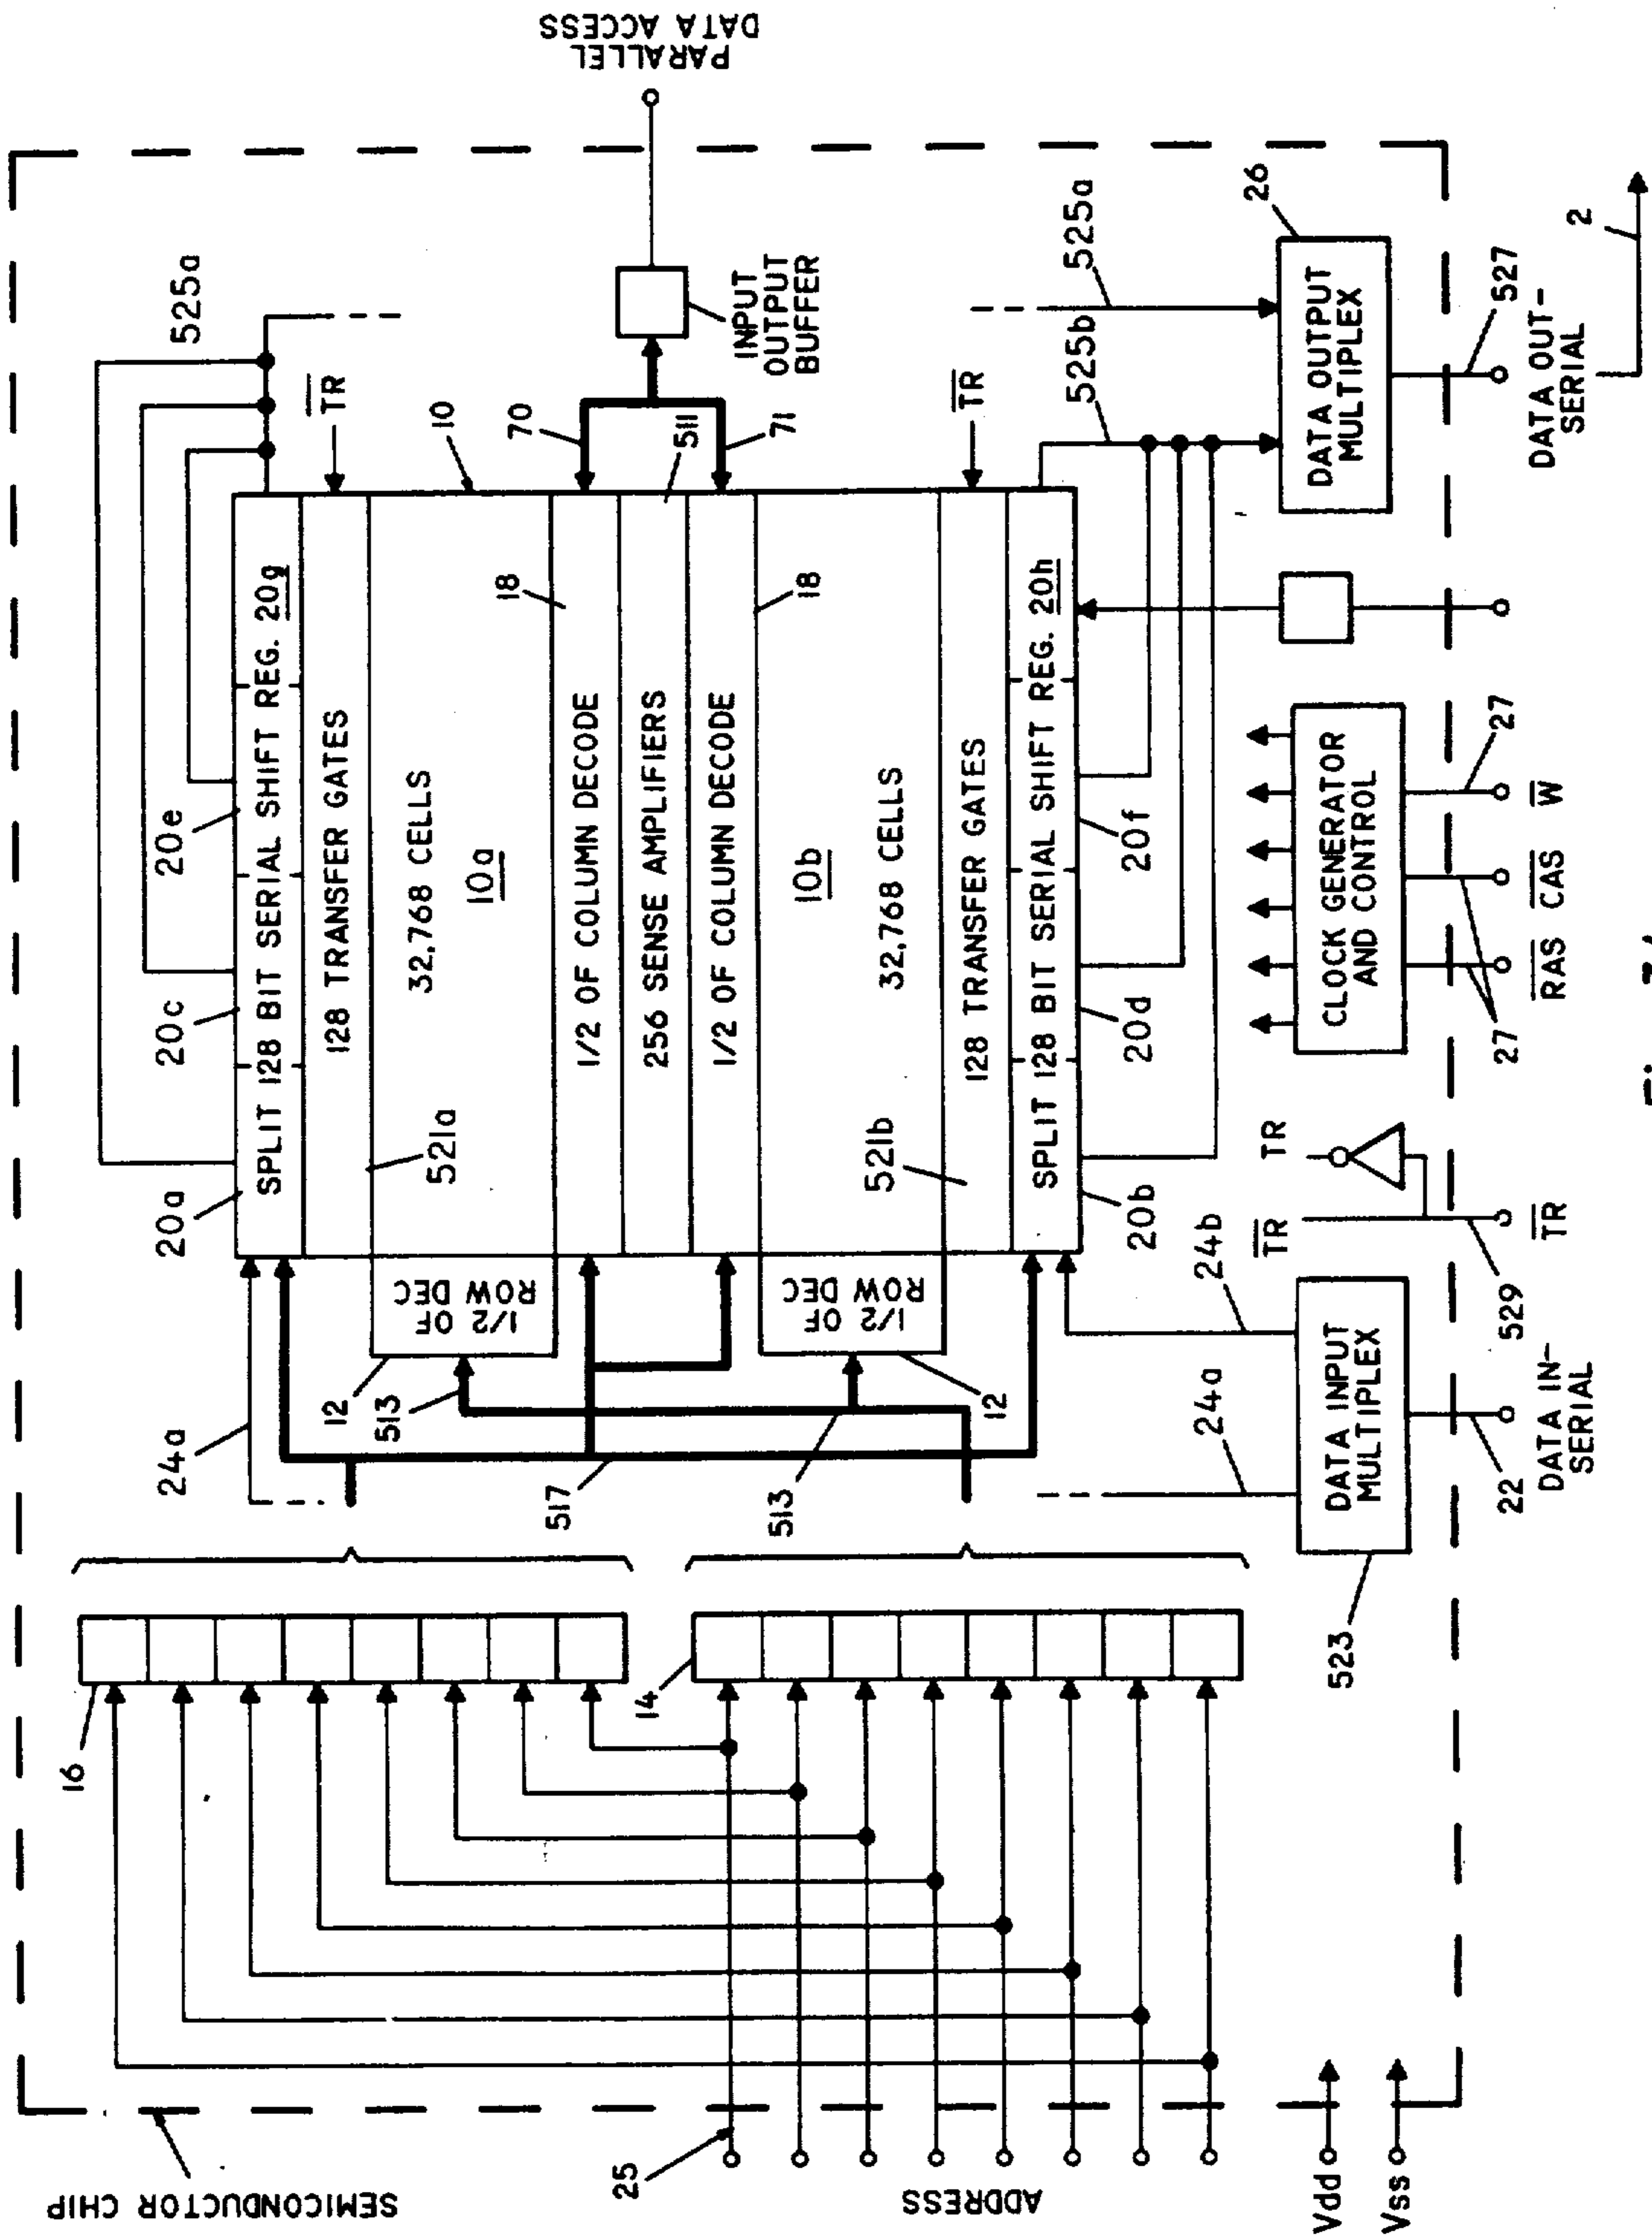 SEMICONDUCTOR CHIP
16
14
25
ADDRESS
Vdd
Vss
24a
517
513
513
12
12
1/2 OF
ROW DEC
1/2 OF
ROW DEC
20a
20c
20e
SPLIT 128 BIT SERIAL SHIFT REG. 20g
525a
128 TRANSFER GATES
TR
521a
32,768 CELLS
10a
10
18
1/2 OF COLUMN DECODE
70
256 SENSE AMPLIFIERS
511
1/2 OF COLUMN DECODE
71
18
INPUT
OUTPUT
BUFFER
PARALLEL
DATA ACCESS
10b
32,768 CELLS
521b
128 TRANSFER GATES
TR
SPLIT 128 BIT SERIAL SHIFT REG. 20h
20b
20d
20f
525b
525a
24a
24b
TR
TR
523
DATA INPUT
MULTIPLEX
CLOCK GENERATOR
AND CONTROL
DATA OUTPUT
MULTIPLEX
26
22
DATA IN-
SERIAL
529
TR
27
RAS
CAS
W
27
527
DATA OUT-
SERIAL
2